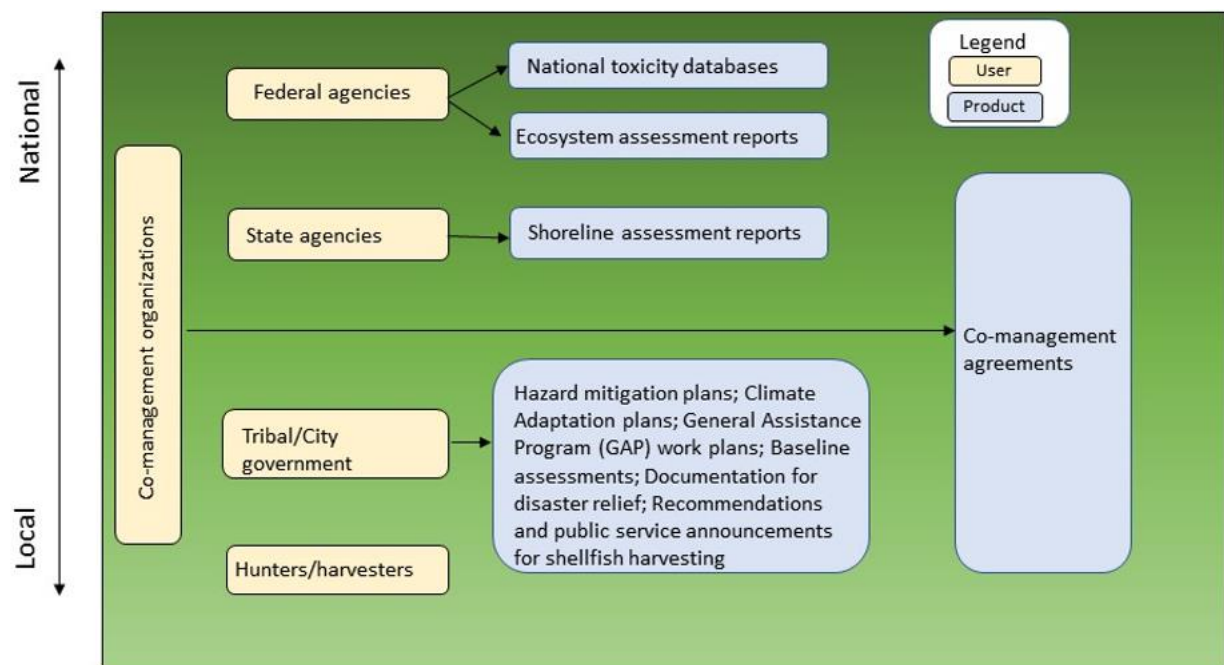 National
Local
Co-management organizations
Federal agencies
National toxicity databases
Ecosystem assessment reports
Legend
User
Product
State agencies
Shoreline assessment reports
Co-management
agreements
Tribal/City
government
Hazard mitigation plans; Climate
Adaptation plans; General Assistance
Program (GAP) work plans; Baseline
assessments; Documentation for
disaster relief; Recommendations
and public service announcements
for shellfish harvesting
Hunters/harvesters